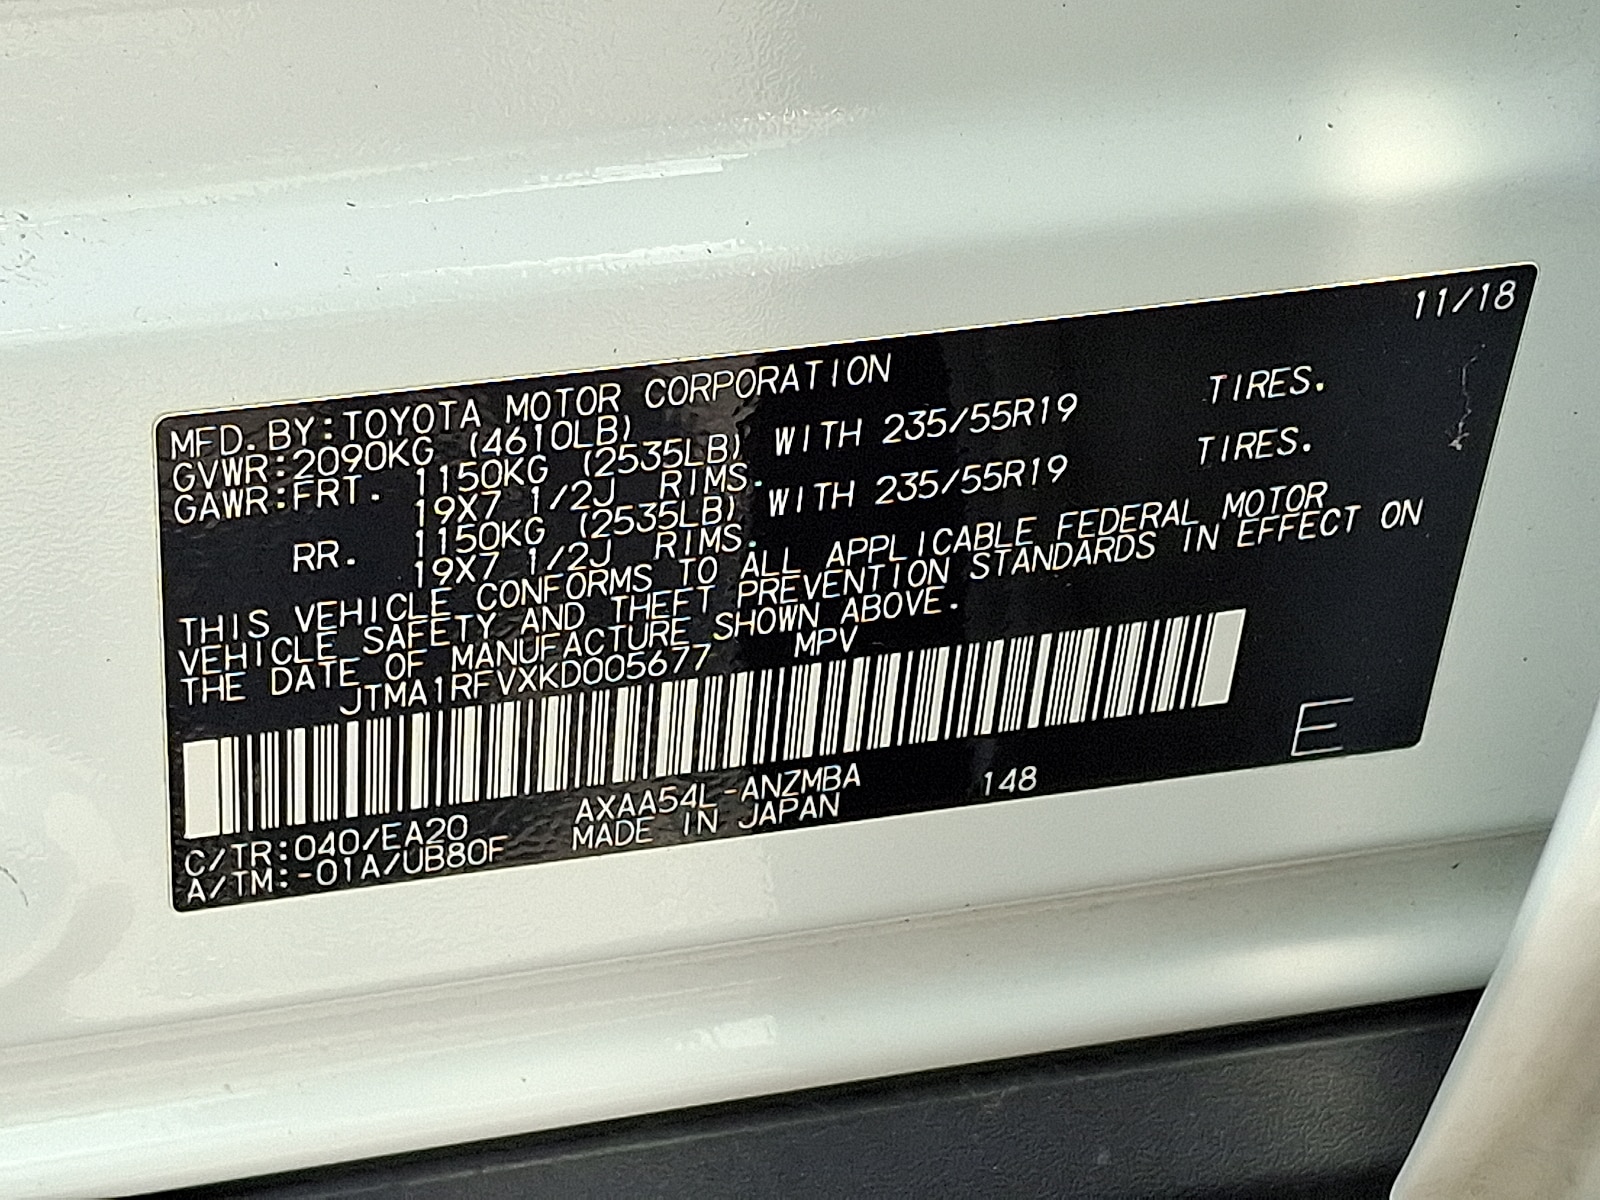 11/18
MFD. BY: TOYOTA MOTOR CORPORATION
GVWR: 2090KG (4610LB)
GAWR: FRT. 1150KG (2535LB) WITH 235/55R19 TIRES.
19X7 1/2J RIMS.
RR. 1150KG (2535LB) WITH 235/55R19 TIRES.
19X7 1/2J RIMS.
THIS VEHICLE CONFORMS TO ALL APPLICABLE FEDERAL MOTOR
VEHICLE SAFETY AND THEFT PREVENTION STANDARDS IN EFFECT ON
THE DATE OF MANUFACTURE SHOWN ABOVE.
JTMA1RFVXKD005677 MPV
E
C/TR: 040/EA20 AXAA54L-ANZMBA 148
A/TM: -01A/UB80F MADE IN JAPAN